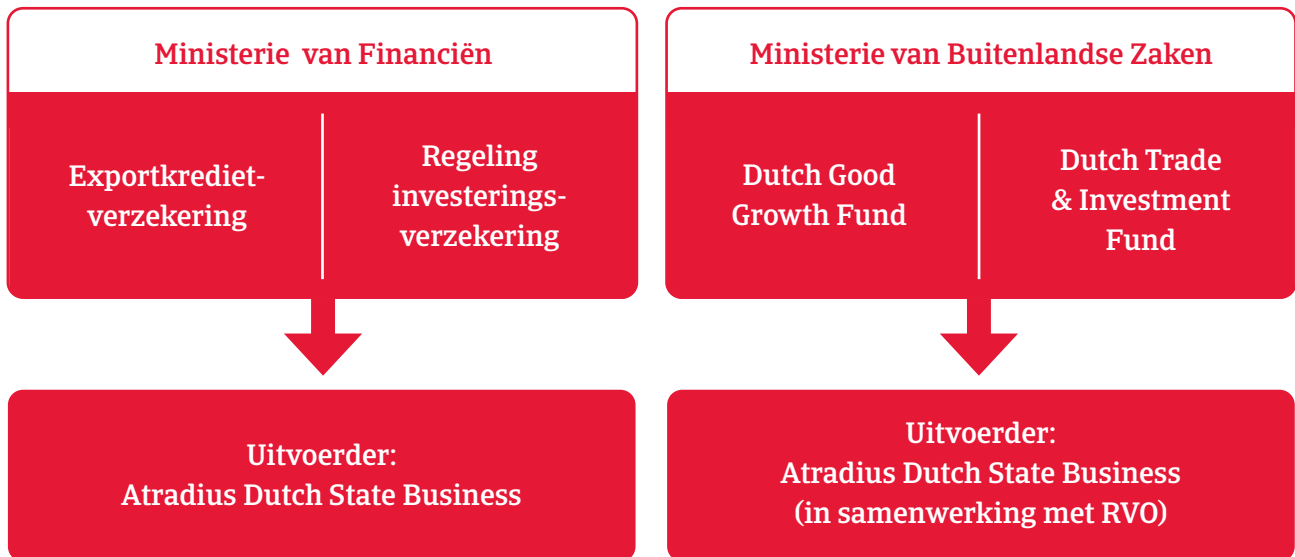 Ministerie van Financiën
Exportkrediet-
verzekering
Regeling
investerings-
verzekering
Uitvoerder:
Atradius Dutch State Business
Ministerie van Buitenlandse Zaken
Dutch Good
Growth Fund
Dutch Trade
& Investment
Fund
Uitvoerder:
Atradius Dutch State Business
(in samenwerking met RVO)